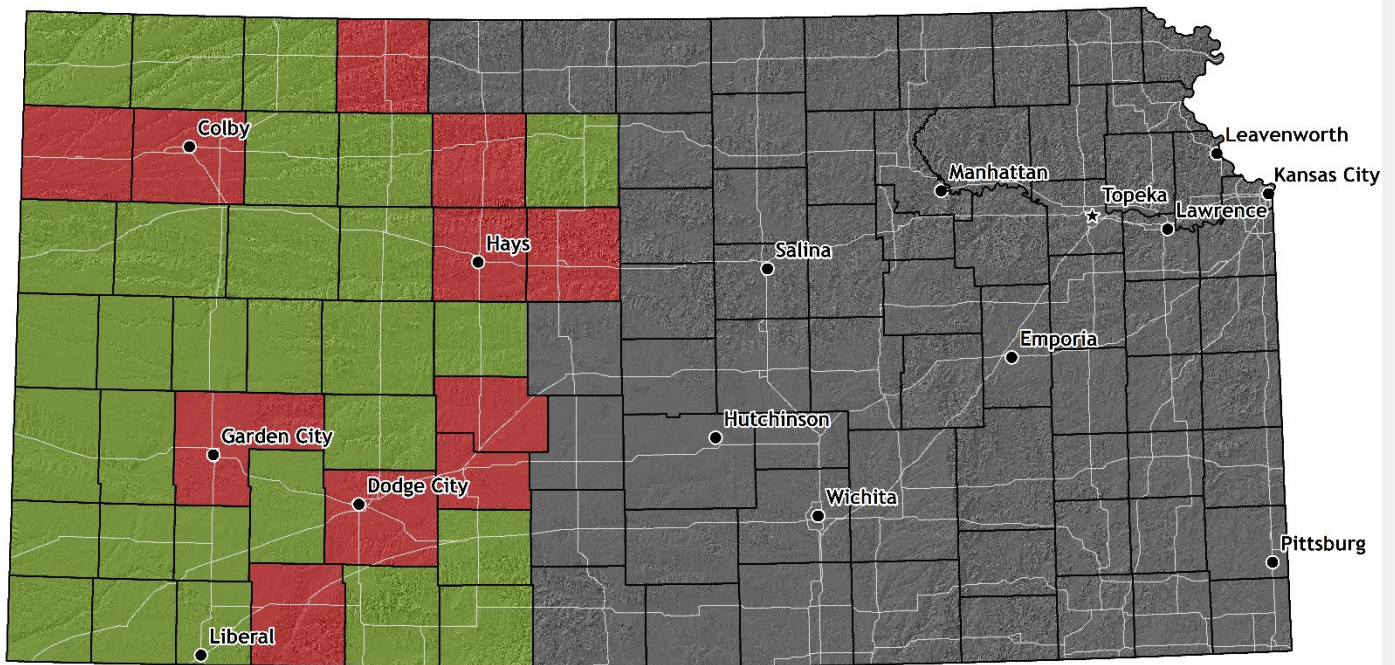 Colby
Leavenworth
Manhattan
Kansas City
Topeka
Lawrence
Hays
Salina
Emporia
Garden City
Hutchinson
Dodge City
Wichita
Pittsburg
Liberal